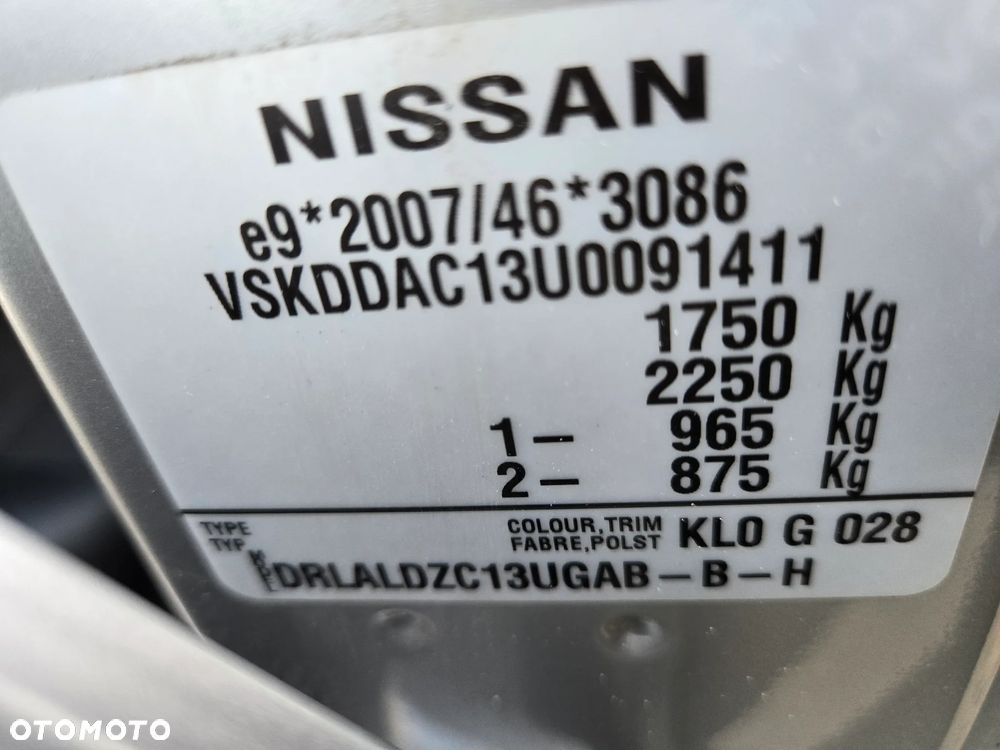 NISSAN
e9*2007/46*3086
VSKDDAC13U0091411
1750 Kg
2250 Kg
1– 965 Kg
2– 875 Kg
TYPE COLOUR,TRIM KL0 G 028
TYP FABRE,POLST
DRLALDZC13UGAB–B–H
OTOMOTO